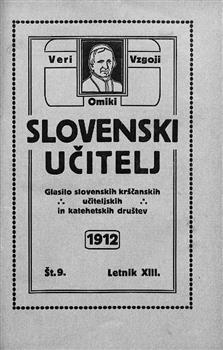 Veri Vzgoji
Omiki
SLOVENSKI
UČITELJ
Glasilo slovenskih krščanskih
∴ učiteljskih ∴
in katehetskih društev
1912
Št. 9. Letnik XIII.